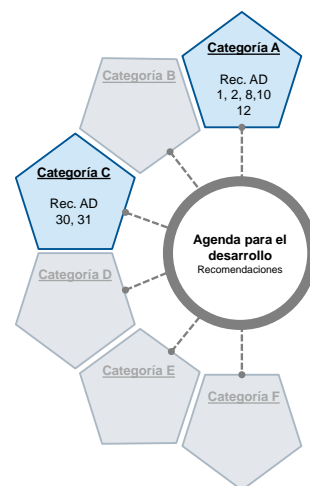 Categoría A
Rec. AD
1, 2, 8,10
12
Categoría B
Categoría C
Rec. AD
30, 31
Agenda para el
desarrollo
Recomendaciones
Categoría D
Categoría E
Categoría F